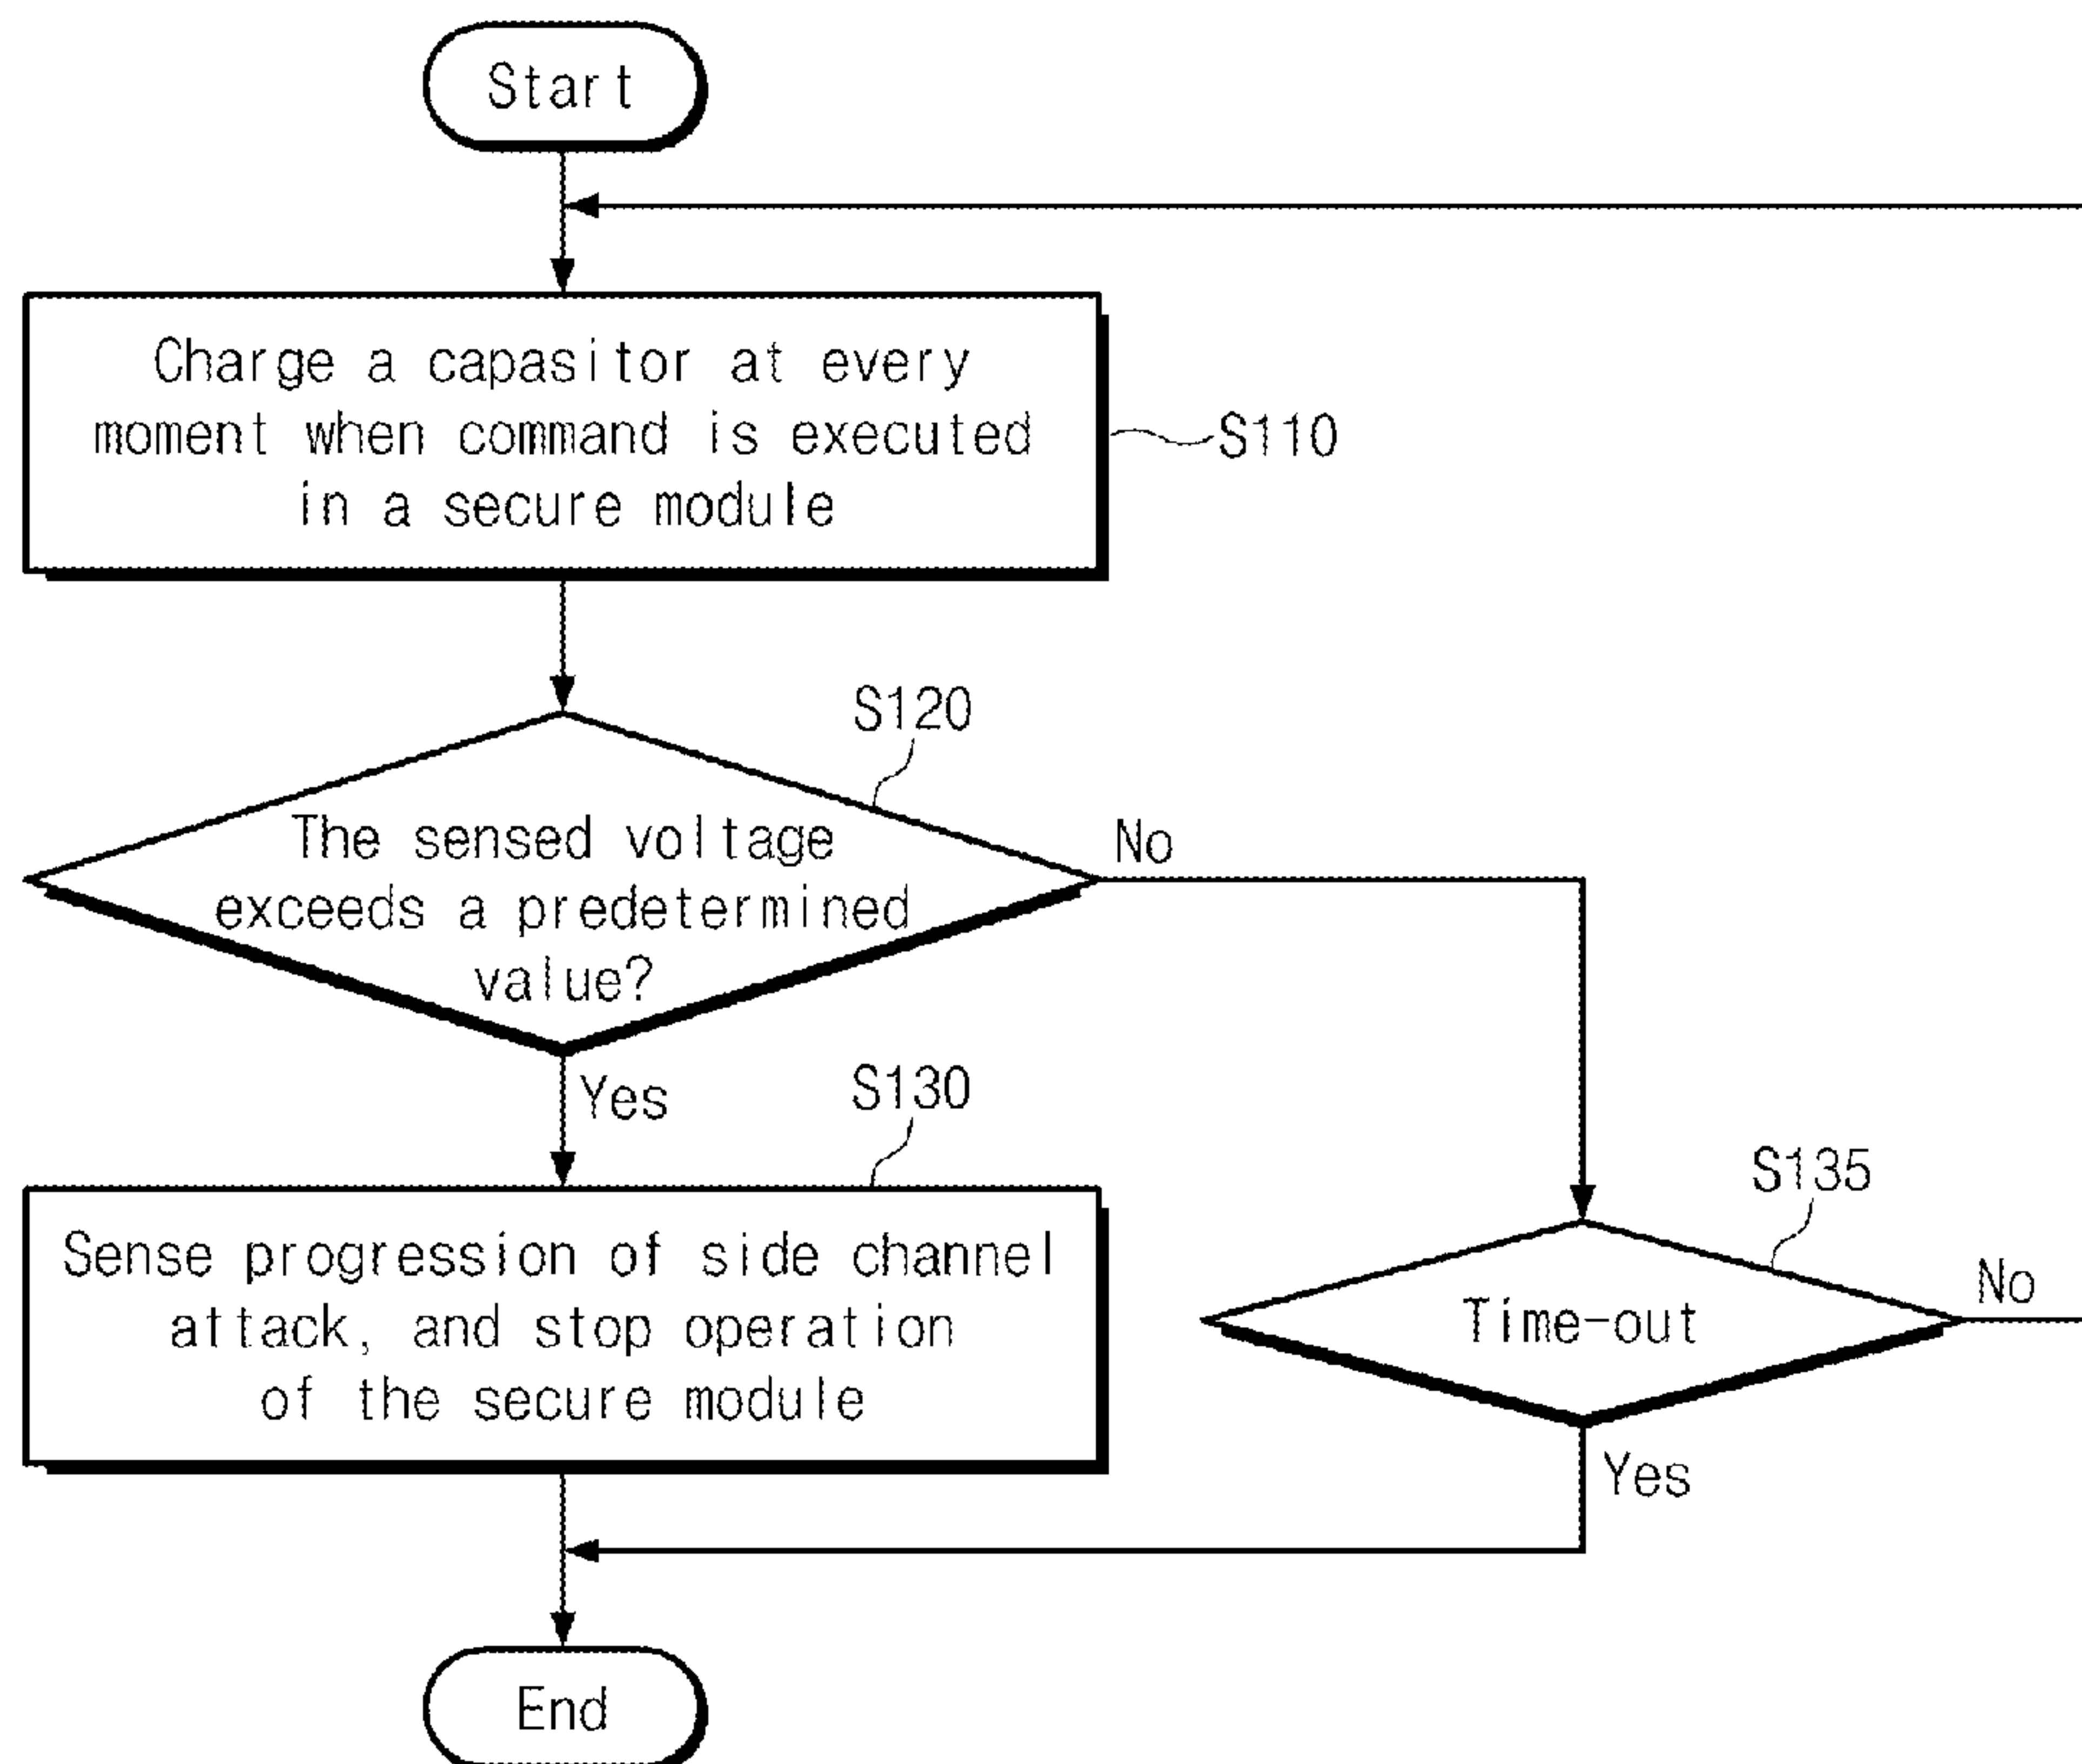 Start
Charge a capasitor at every
moment when command is executed
in a secure module
S110
S120
The sensed voltage
exceeds a predetermined
value?
No
Yes
S130
Sense progression of side channel
attack, and stop operation
of the secure module
S135
Time-out
No
Yes
End